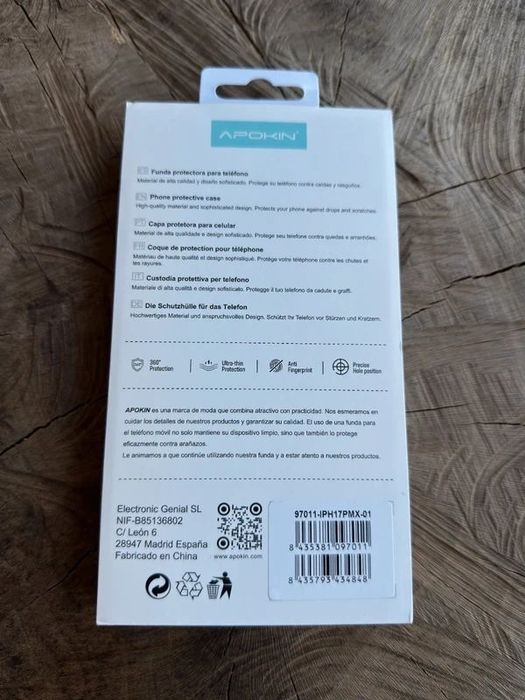 APOKIN
ES Funda protectora para teléfono
Material de alta calidad y diseño sofisticado. Protege su teléfono contra caídas y rasguños.
EN Phone protective case
High-quality material and sophisticated design. Protects your phone against drops and scratches.
Capa protetora para celular
Material de alta qualidade e design sofisticado. Protege seu telefone contra quedas e arranhões.
Coque de protection pour téléphone
Matériau de haute qualité et design sophistiqué. Protège votre téléphone contre les chutes et
les rayures.
IT Custodia protettiva per telefono
Materiale di alta qualità e design sofisticato. Protegge il tuo telefono da cadute e graffi.
DE Die Schutzhülle für das Telefon
Hochwertiges Material und anspruchsvolles Design. Schützt Ihr Telefon vor Stürzen und Kratzern.
360° Protection
Ultra-thin Protection
Anti Fingerprint
Precise Hole position
APOKIN es una marca de moda que combina atractivo con practicidad. Nos esmeramos en
cuidar los detalles de nuestros productos y garantizar su calidad. El uso de una funda para
el teléfono móvil no solo mantiene su dispositivo limpio, sino que también lo protege
eficazmente contra arañazos.
Le animamos a que continúe utilizando nuestra funda y a estar atento a nuestros productos.
Electronic Genial SL
NIF-B85136802
C/ León 6
28947 Madrid España
Fabricado en China
www.apokin.com
97011-IPH17PMX-01
8 435381 097011
8 435793 434848